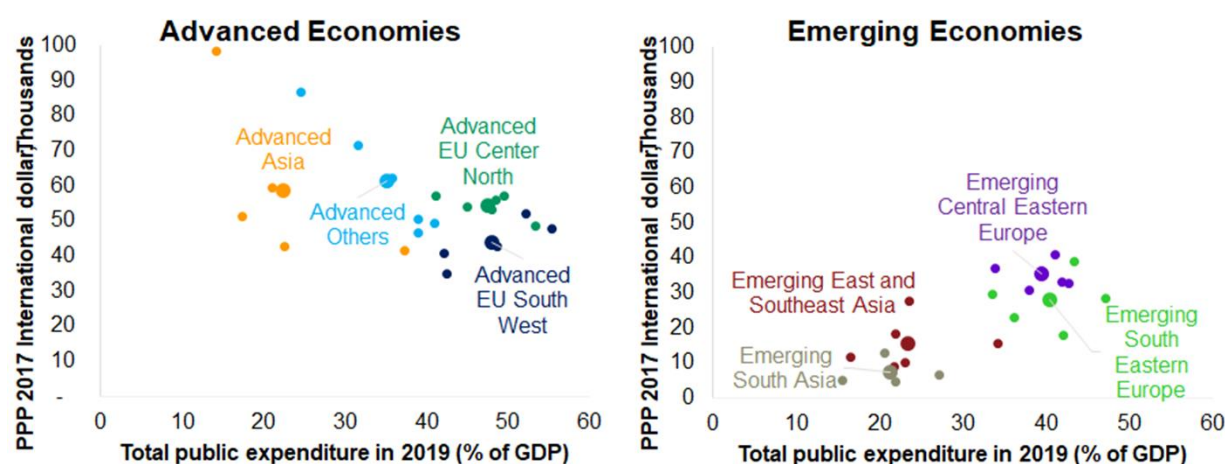 Advanced Economies
PPP 2017 International dollar,Thousands
100
90
80
70
60
50
40
30
20
10
-
0
10
20
30
40
50
60
Total public expenditure in 2019 (% of GDP)
Advanced
Asia
Advanced
Others
Advanced
EU Center
North
Advanced
EU South
West
Emerging Economies
PPP 2017 International dollar,Thousands
100
90
80
70
60
50
40
30
20
10
0
0
10
20
30
40
50
60
Total public expenditure in 2019 (% of GDP)
Emerging
Central Eastern
Europe
Emerging East and
Southeast Asia
Emerging
South Asia
Emerging
South
Eastern
Europe